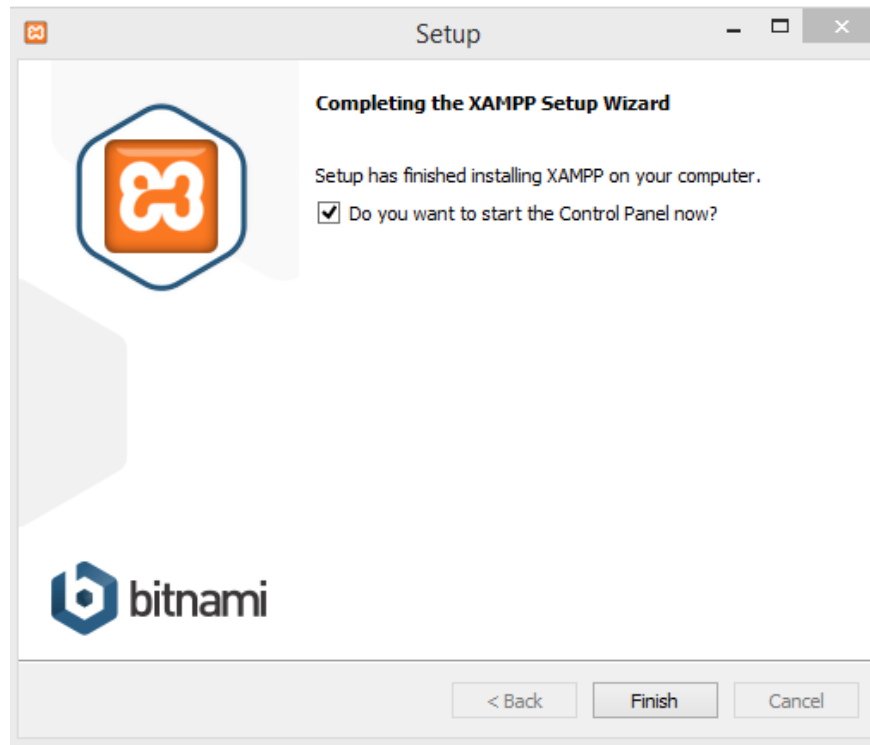 Setup
Completing the XAMPP Setup Wizard
Setup has finished installing XAMPP on your computer.
Do you want to start the Control Panel now?
bitnami
< Back
Finish
Cancel